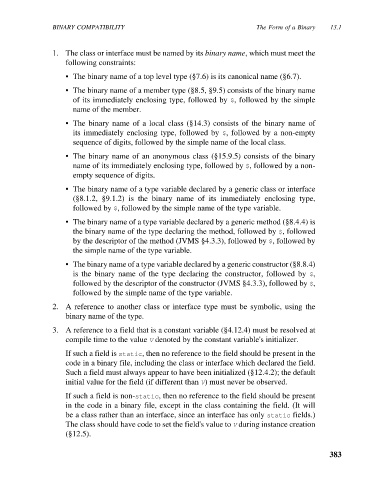 BINARY COMPATIBILITY The Form of a Binary 13.1
1. The class or interface must be named by its binary name, which must meet the
following constraints:
• The binary name of a top level type (§7.6) is its canonical name (§6.7).
• The binary name of a member type (§8.5, §9.5) consists of the binary name
of its immediately enclosing type, followed by $, followed by the simple
name of the member.
• The binary name of a local class (§14.3) consists of the binary name of
its immediately enclosing type, followed by $, followed by a non-empty
sequence of digits, followed by the simple name of the local class.
• The binary name of an anonymous class (§15.9.5) consists of the binary
name of its immediately enclosing type, followed by $, followed by a non-
empty sequence of digits.
• The binary name of a type variable declared by a generic class or interface
(§8.1.2, §9.1.2) is the binary name of its immediately enclosing type,
followed by $, followed by the simple name of the type variable.
• The binary name of a type variable declared by a generic method (§8.4.4) is
the binary name of the type declaring the method, followed by $, followed
by the descriptor of the method (JVMS §4.3.3), followed by $, followed by
the simple name of the type variable.
• The binary name of a type variable declared by a generic constructor (§8.8.4)
is the binary name of the type declaring the constructor, followed by $,
followed by the descriptor of the constructor (JVMS §4.3.3), followed by $,
followed by the simple name of the type variable.
2. A reference to another class or interface type must be symbolic, using the
binary name of the type.
3. A reference to a field that is a constant variable (§4.12.4) must be resolved at
compile time to the value V denoted by the constant variable's initializer.
If such a field is static, then no reference to the field should be present in the
code in a binary file, including the class or interface which declared the field.
Such a field must always appear to have been initialized (§12.4.2); the default
initial value for the field (if different than V) must never be observed.
If such a field is non-static, then no reference to the field should be present
in the code in a binary file, except in the class containing the field. (It will
be a class rather than an interface, since an interface has only static fields.)
The class should have code to set the field's value to V during instance creation
(§12.5).
383